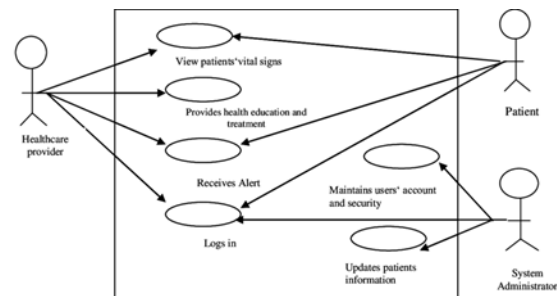 View patients‘vital signs
Provides health education and
treatment
Healthcare
provider
Patient
Receives Alert
Maintains users‘ account
and security
Logs in
Updates patients
information
System
Administrator